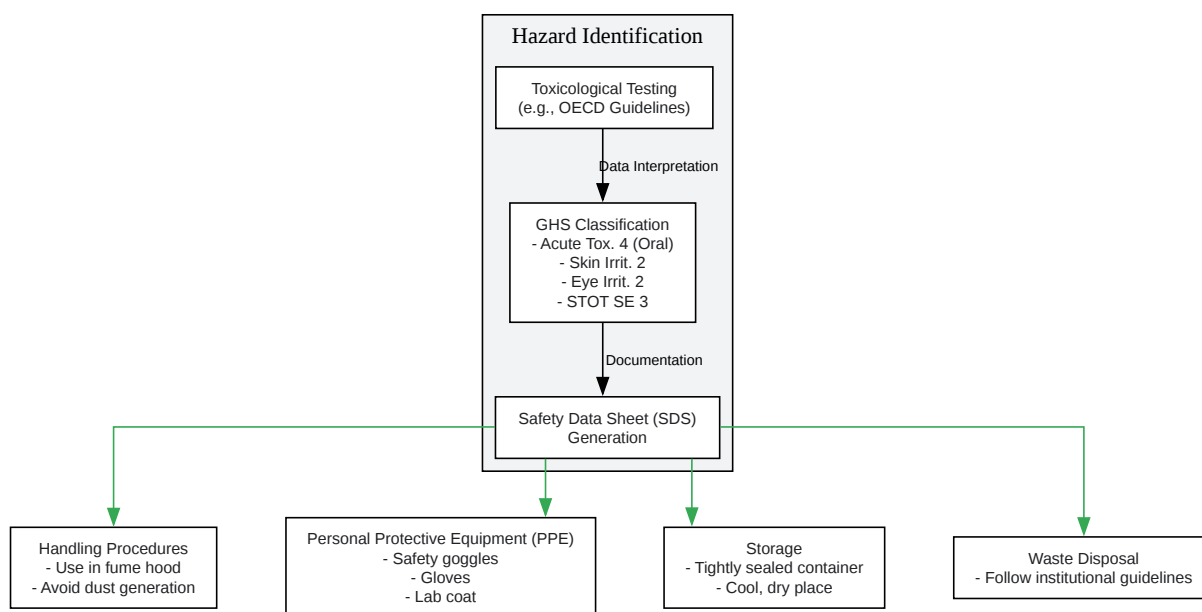 Hazard Identification
Toxicological Testing
(e.g., OECD Guidelines)
Data Interpretation
GHS Classification
- Acute Tox. 4 (Oral)
- Skin Irrit. 2
- Eye Irrit. 2
- STOT SE 3
Documentation
Safety Data Sheet (SDS)
Generation
Handling Procedures
- Use in fume hood
- Avoid dust generation
Personal Protective Equipment (PPE)
- Safety goggles
- Gloves
- Lab coat
Storage
- Tightly sealed container
- Cool, dry place
Waste Disposal
- Follow institutional guidelines